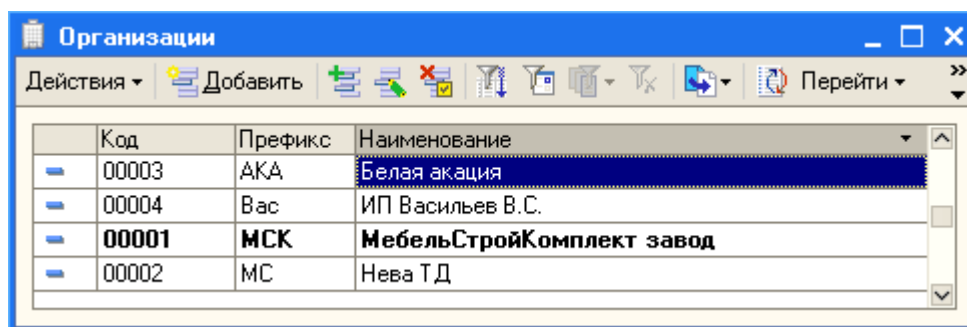 Организации
Действия Добавить Перейти
Код Префикс Наименование
00003 АКА Белая акация
00004 Вас ИП Васильев В.С.
00001 МСК МебельСтройКомплект завод
00002 МС Нева ТД